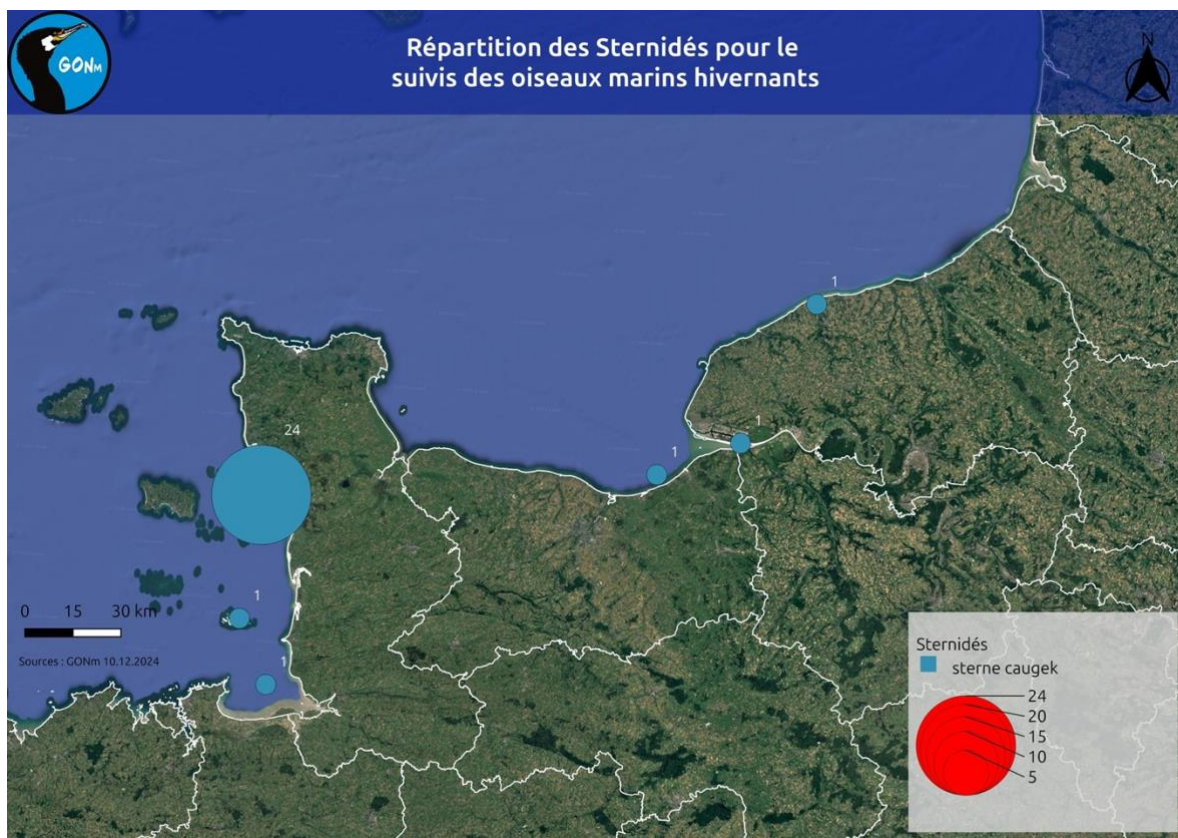 GONm
Répartition des Sternidés pour le
suivis des oiseaux marins hivernants
N
1
1
1
24
1
1
0 15 30 km
Sources : GONm 10.12.2024
Sternidés
sterne caugek
24
20
15
10
5